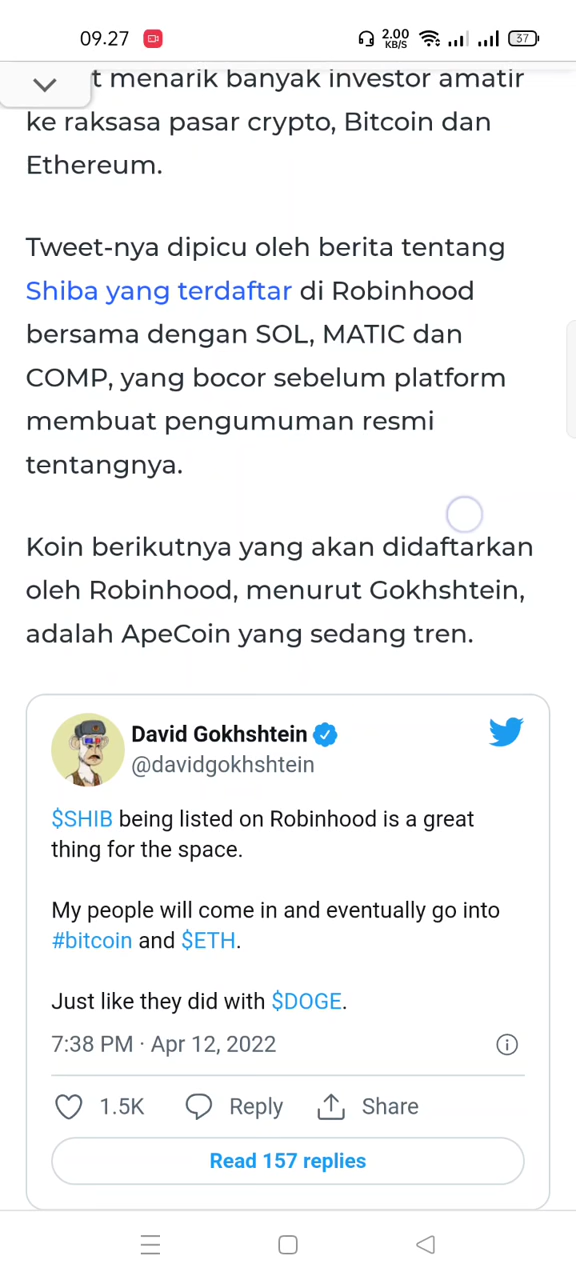 09.27
2.00
KB/S
37
t menarik banyak investor amatir
ke raksasa pasar crypto, Bitcoin dan
Ethereum.
Tweet-nya dipicu oleh berita tentang
Shiba yang terdaftar di Robinhood
bersama dengan SOL, MATIC dan
COMP, yang bocor sebelum platform
membuat pengumuman resmi
tentangnya.
Koin berikutnya yang akan didaftarkan
oleh Robinhood, menurut Gokhshtein,
adalah ApeCoin yang sedang tren.
David Gokhshtein
@davidgokhshtein
$SHIB being listed on Robinhood is a great
thing for the space.
My people will come in and eventually go into
#bitcoin and $ETH.
Just like they did with $DOGE.
7:38 PM · Apr 12, 2022
1.5K Reply Share
Read 157 replies